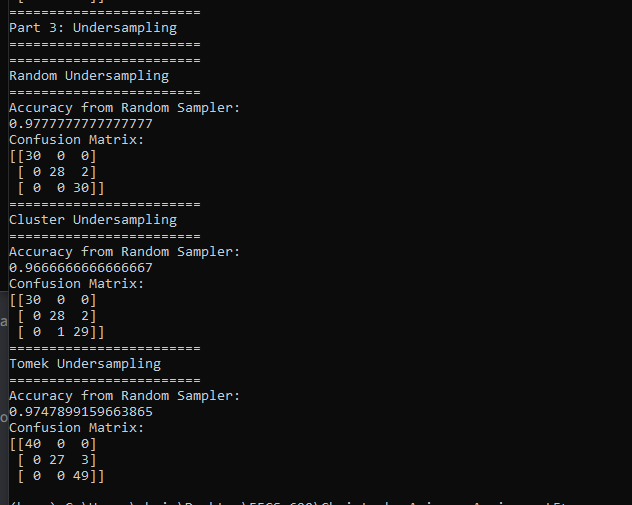 ========================
Part 3: Undersampling
========================
========================
Random Undersampling
========================
Accuracy from Random Sampler:
0.9777777777777777
Confusion Matrix:
[[30  0  0]
 [ 0 28  2]
 [ 0  0 30]]
========================
Cluster Undersampling
========================
Accuracy from Random Sampler:
0.9666666666666667
Confusion Matrix:
[[30  0  0]
 [ 0 28  2]
 [ 0  1 29]]
========================
Tomek Undersampling
========================
Accuracy from Random Sampler:
0.9747899159663865
Confusion Matrix:
[[40  0  0]
 [ 0 27  3]
 [ 0  0 49]]